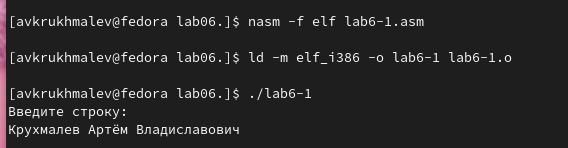 [avkrukhmalev@fedora lab06.]$ nasm -f elf lab6-1.asm
[avkrukhmalev@fedora lab06.]$ ld -m elf_i386 -o lab6-1 lab6-1.o
[avkrukhmalev@fedora lab06.]$ ./lab6-1
Введите строку:
Крухмалев Артём Владиславович